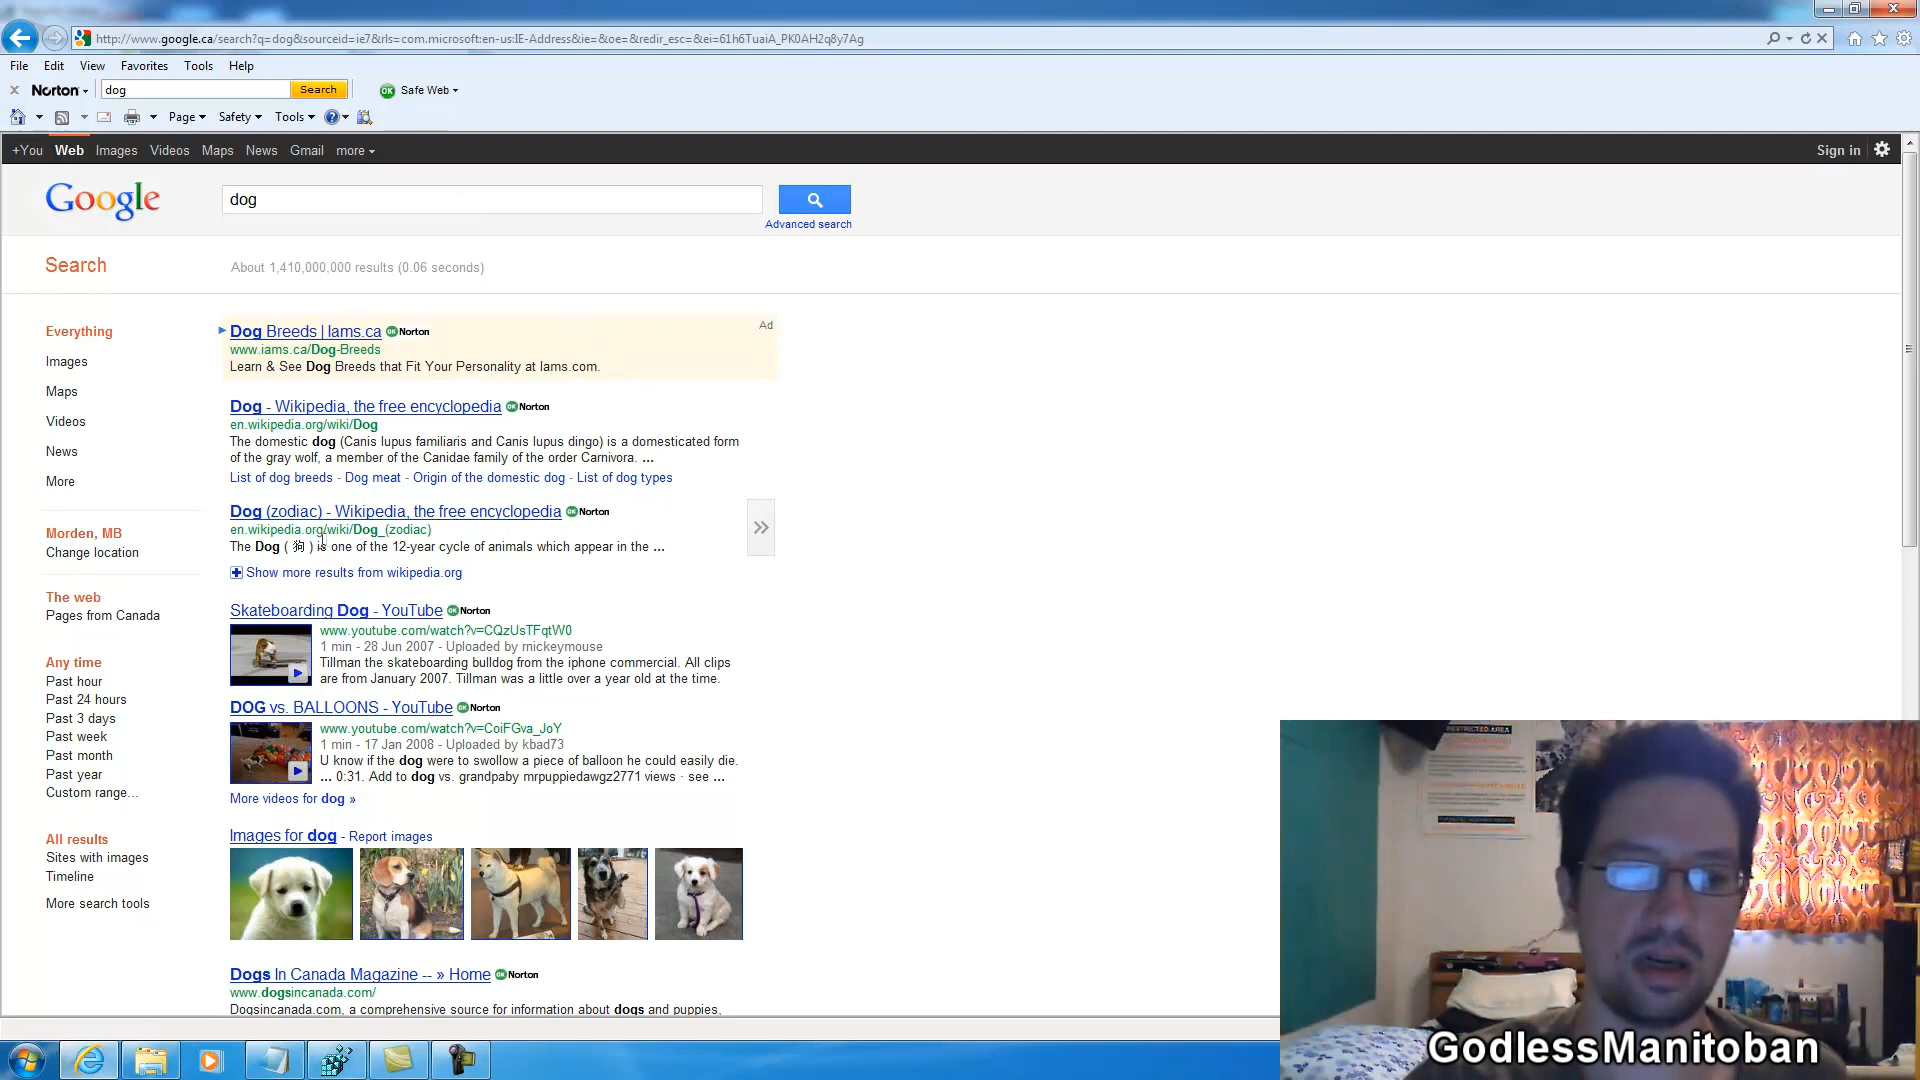 http://www.google.ca/search?q=dog&sourceid=ie7&rls=com.microsoft:en-us:IE-Address&ie=&oe=&redir_esc=&ei=61h6TuaiA_PK0AH2q8y7Ag
File Edit View Favorites Tools Help
Norton dog Search OK Safe Web
Page Safety Tools
+You Web Images Videos Maps News Gmail more Sign in
Google dog
Advanced search
Search About 1,410,000,000 results (0.06 seconds)
Everything
Images
Maps
Videos
News
More
Morden, MB
Change location
The web
Pages from Canada
Any time
Past hour
Past 24 hours
Past 3 days
Past week
Past month
Past year
Custom range...
All results
Sites with images
Timeline
More search tools
Dog Breeds | Iams.ca OK Norton Ad
www.iams.ca/Dog-Breeds
Learn & See Dog Breeds that Fit Your Personality at Iams.com.
Dog - Wikipedia, the free encyclopedia OK Norton
en.wikipedia.org/wiki/Dog
The domestic dog (Canis lupus familiaris and Canis lupus dingo) is a domesticated form
of the gray wolf, a member of the Canidae family of the order Carnivora. ...
List of dog breeds - Dog meat - Origin of the domestic dog - List of dog types
Dog (zodiac) - Wikipedia, the free encyclopedia OK Norton
en.wikipedia.org/wiki/Dog_(zodiac)
The Dog ( 狗 ) is one of the 12-year cycle of animals which appear in the ...
Show more results from wikipedia.org
Skateboarding Dog - YouTube OK Norton
www.youtube.com/watch?v=CQzUsTFqtW0
1 min - 28 Jun 2007 - Uploaded by rnickeymouse
Tillman the skateboarding bulldog from the iphone commercial. All clips
are from January 2007. Tillman was a little over a year old at the time.
DOG vs. BALLOONS - YouTube OK Norton
www.youtube.com/watch?v=CoiFGva_JoY
1 min - 17 Jan 2008 - Uploaded by kbad73
U know if the dog were to swollow a piece of balloon he could easily die.
... 0:31. Add to dog vs. grandpaby mrpuppiedawgz2771 views · see ...
More videos for dog »
Images for dog - Report images
Dogs In Canada Magazine -- » Home OK Norton
www.dogsincanada.com/
Dogsincanada.com, a comprehensive source for information about dogs and puppies,
RESTRICTED AREA
GodlessManitoban